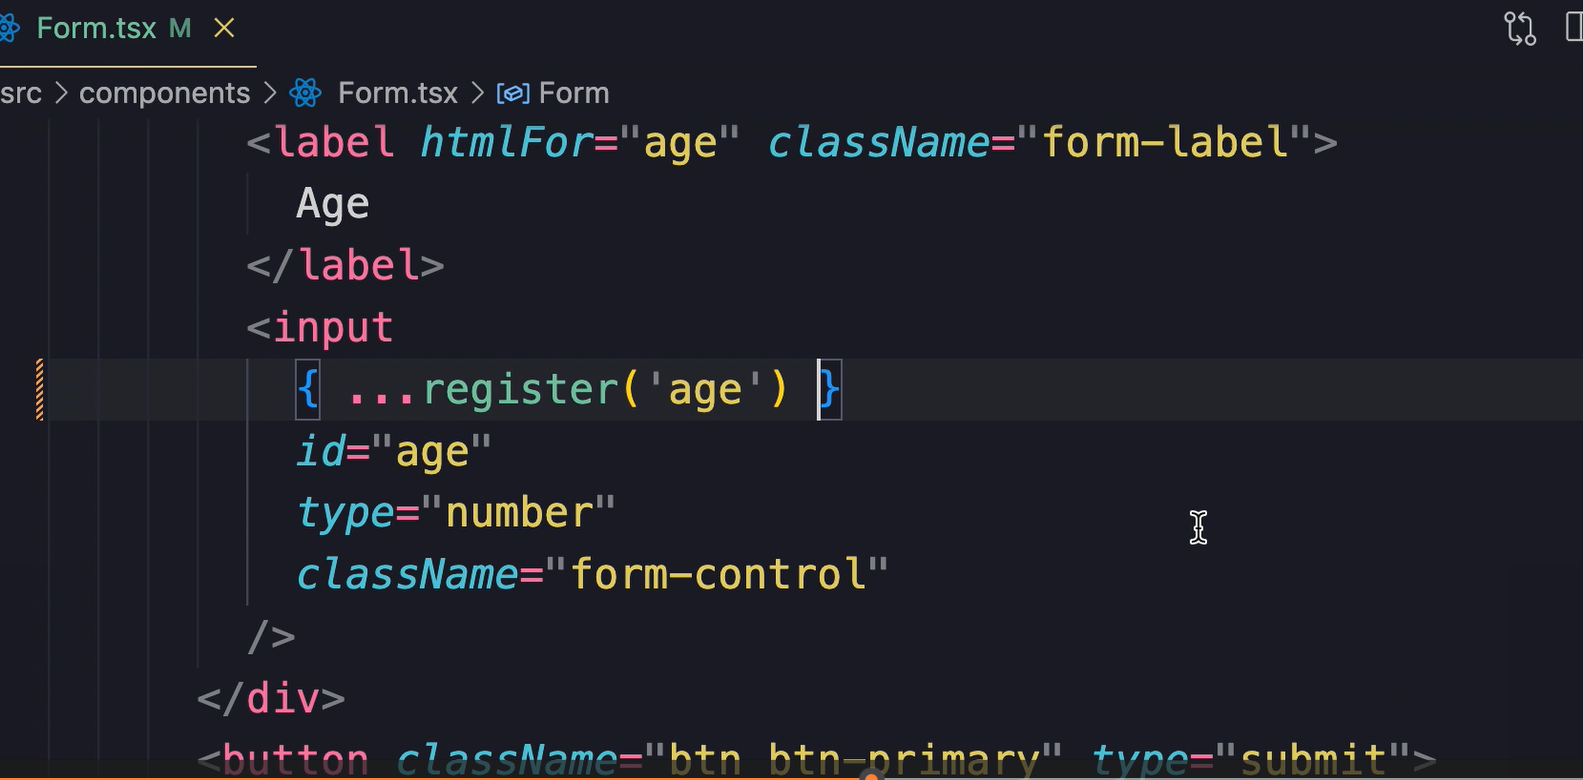 Form.tsx M
src > components > Form.tsx > Form
<label htmlFor="age" className="form-label">
Age
</label>
<input
{ ...register('age') }
id="age"
type="number"
className="form-control"
/>
</div>
<button className="btn btn-primary" type="submit">